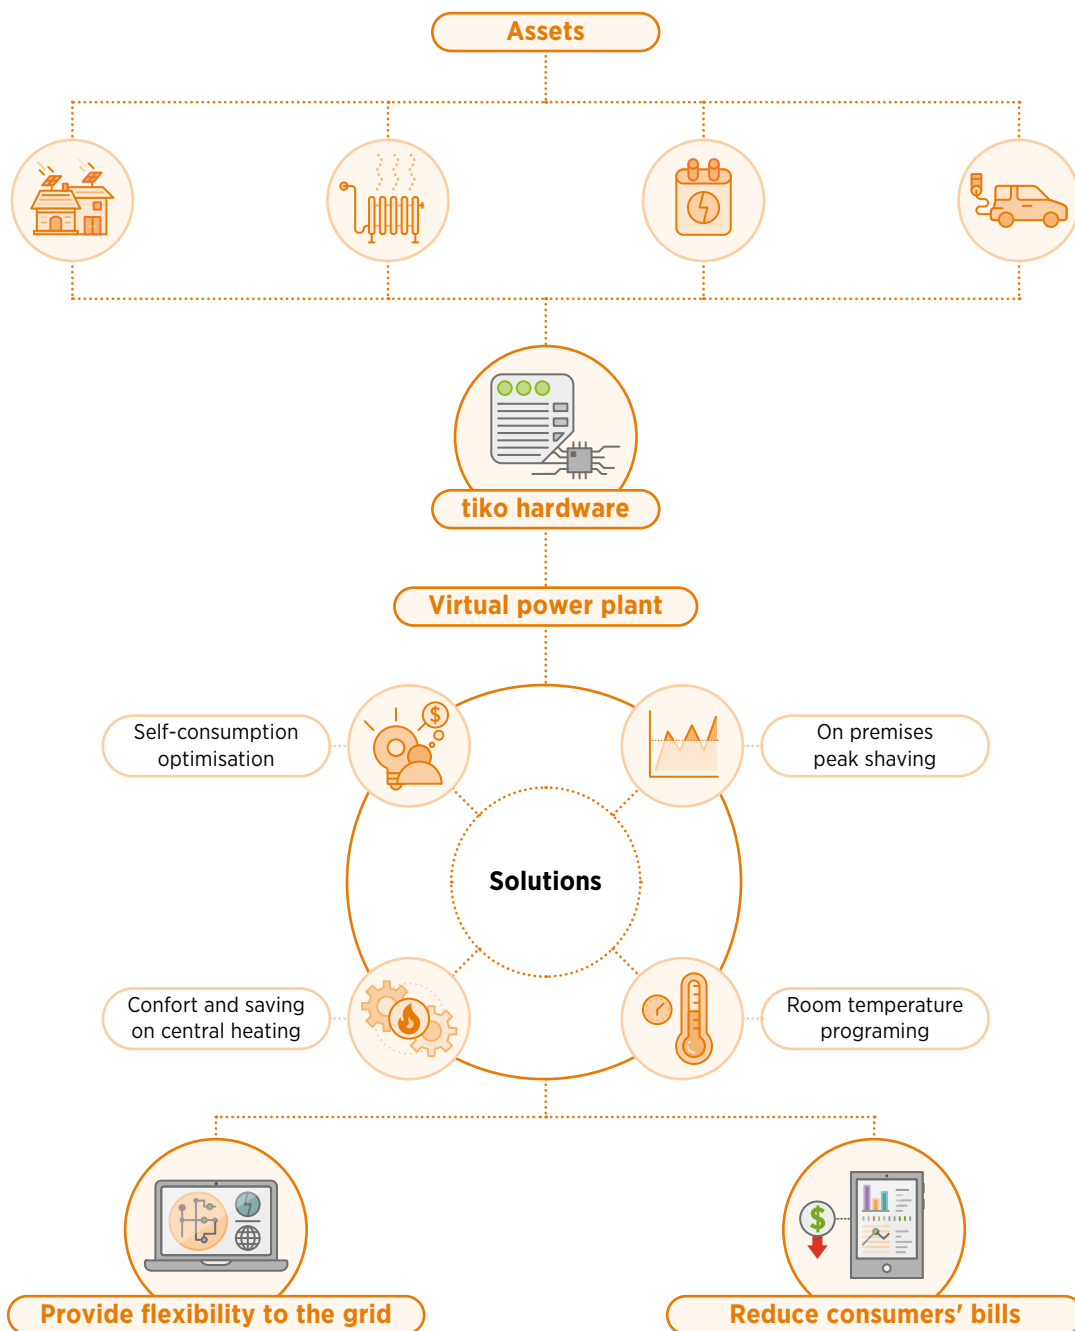 Assets
tiko hardware
Virtual power plant
Self-consumption
optimisation
$
On premises
peak shaving
Solutions
Confort and saving
on central heating
Room temperature
programing
$
Provide flexibility to the grid
Reduce consumers' bills